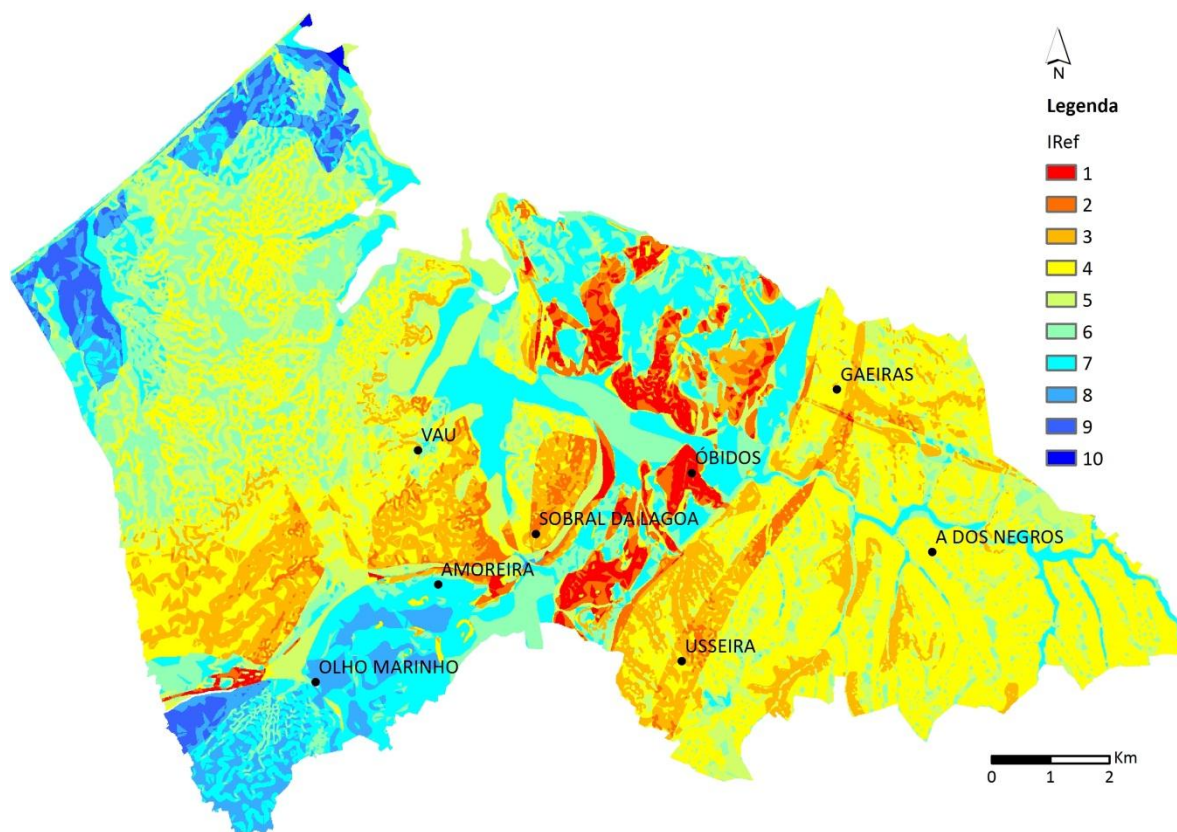 N
Legenda
IRef
1
2
3
4
5
6
7
8
9
10
GAEIRAS
VAU
ÓBIDOS
SOBRAL DA LAGOA
A DOS NEGROS
AMOREIRA
USSEIRA
OLHO MARINHO
Km
0 1 2